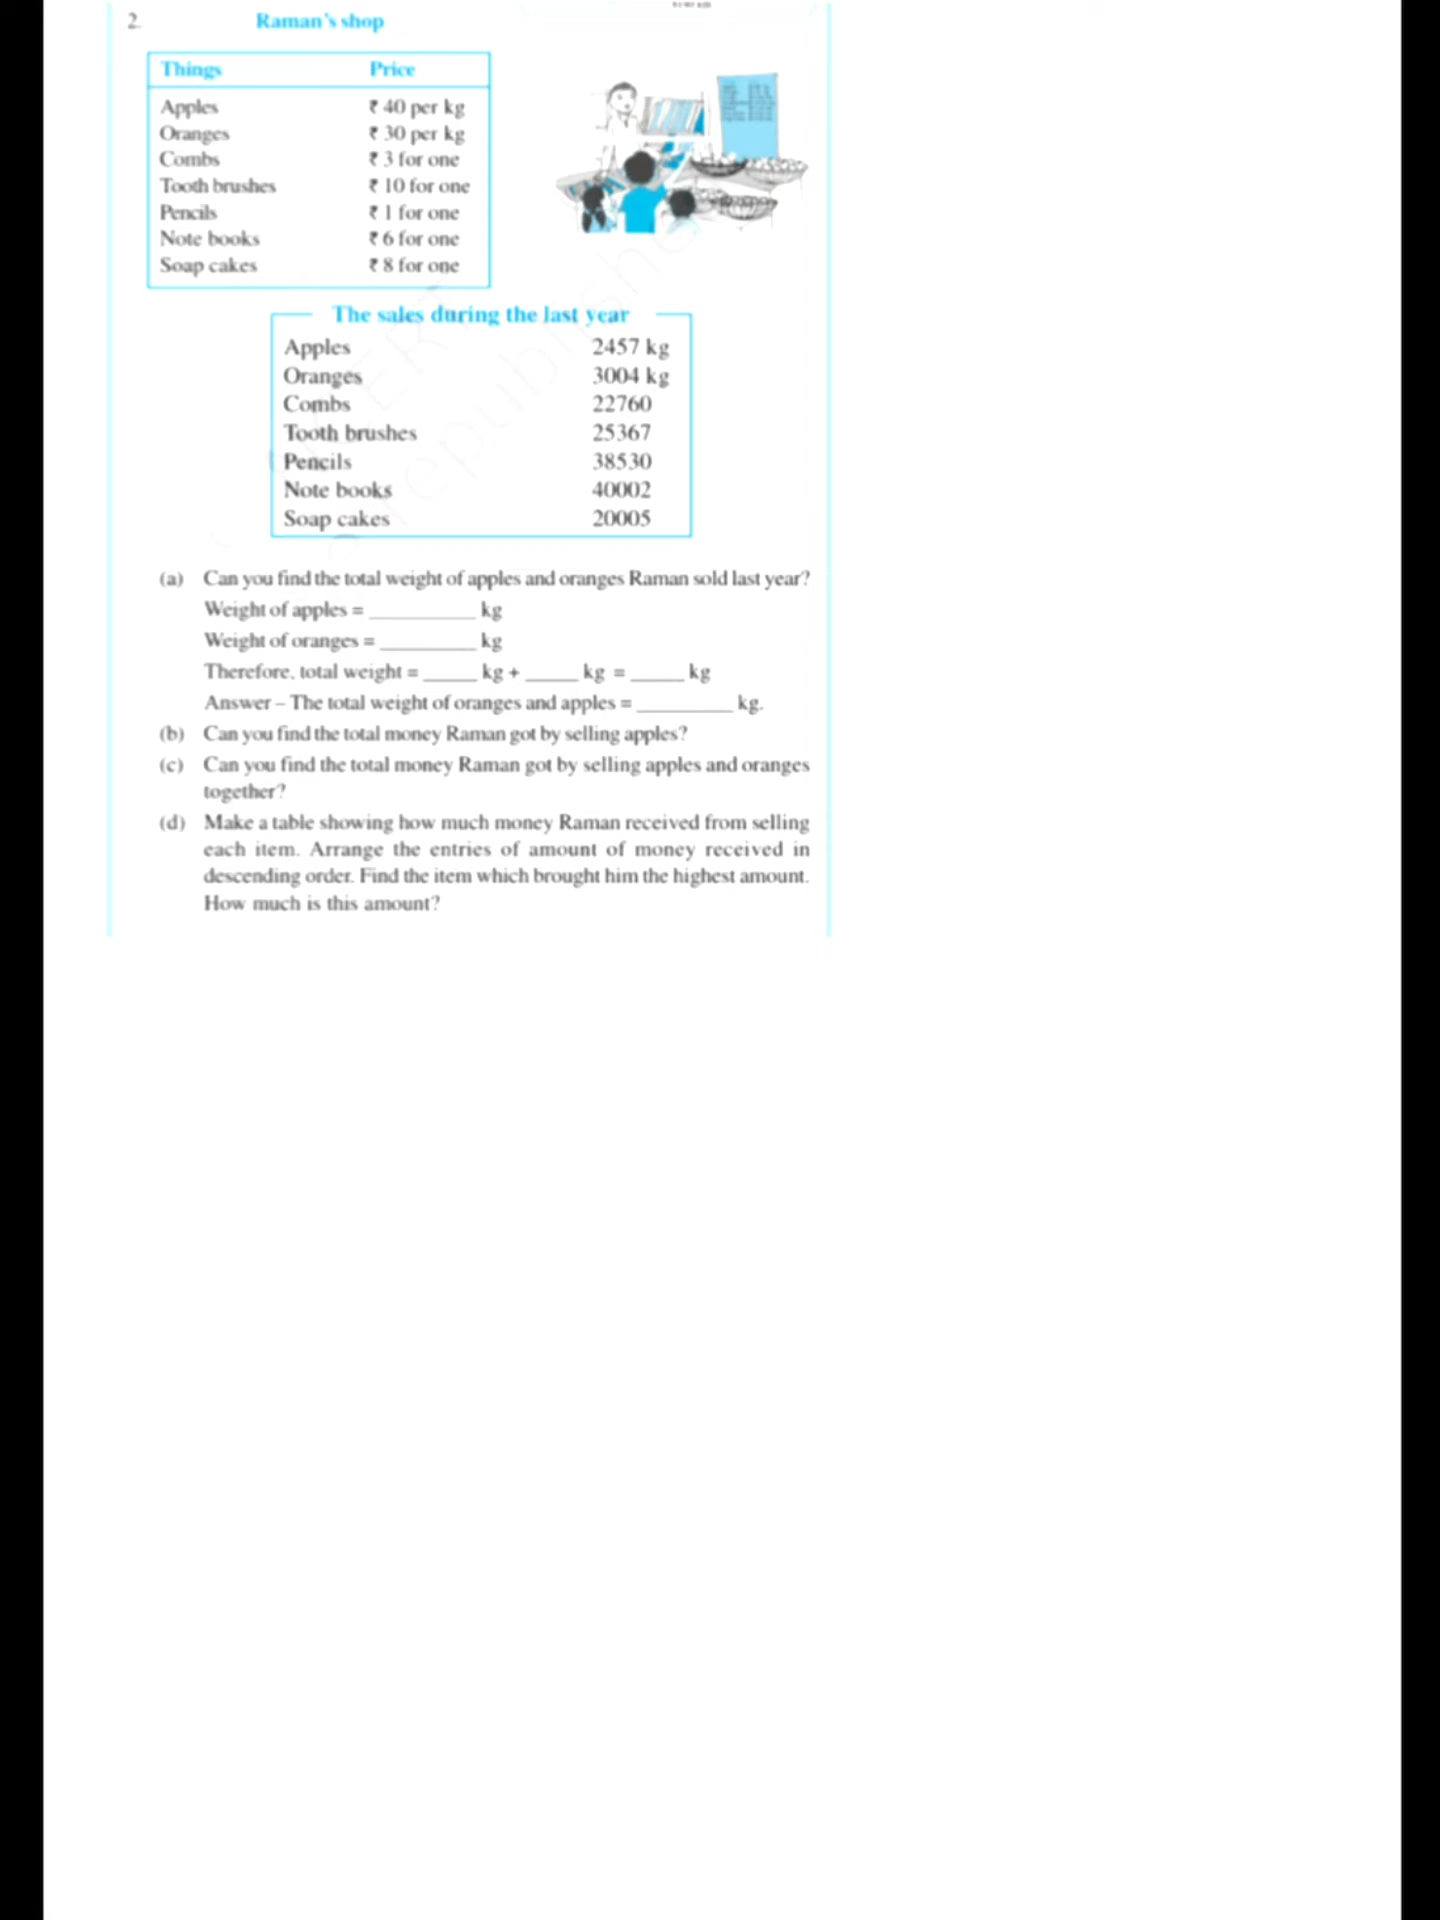 2. Raman's shop
Things Price
Apples ₹ 40 per kg
Oranges ₹ 30 per kg
Combs ₹ 3 for one
Tooth brushes ₹ 10 for one
Pencils ₹ 1 for one
Note books ₹ 6 for one
Soap cakes ₹ 8 for one
The sales during the last year
Apples 2457 kg
Oranges 3004 kg
Combs 22760
Tooth brushes 25367
Pencils 38530
Note books 40002
Soap cakes 20005
(a) Can you find the total weight of apples and oranges Raman sold last year?
Weight of apples = __________ kg
Weight of oranges = _________ kg
Therefore, total weight = _____ kg + _____ kg = _____ kg
Answer – The total weight of oranges and apples = _________ kg.
(b) Can you find the total money Raman got by selling apples?
(c) Can you find the total money Raman got by selling apples and oranges
together?
(d) Make a table showing how much money Raman received from selling
each item. Arrange the entries of amount of money received in
descending order. Find the item which brought him the highest amount.
How much is this amount?